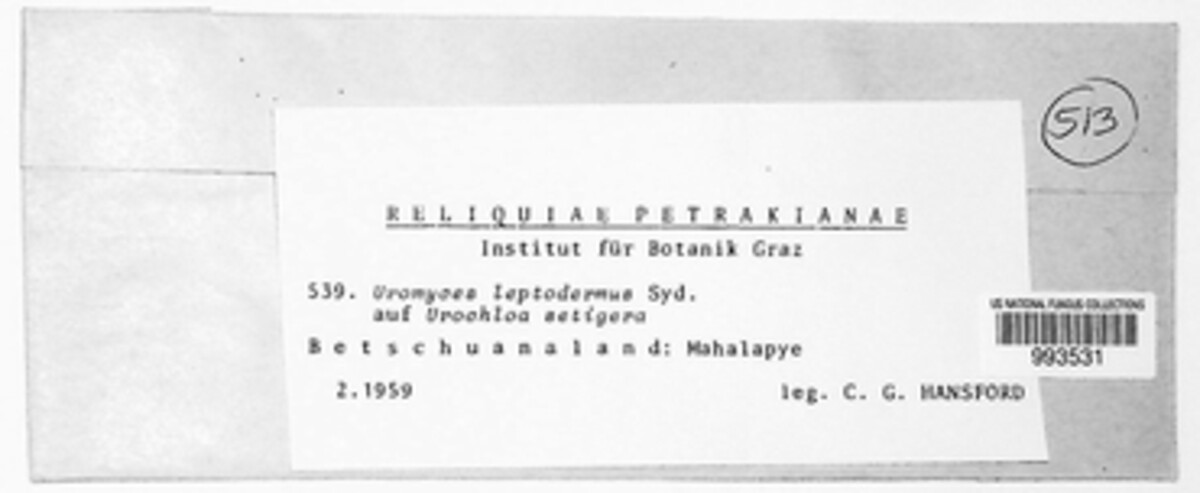 513
RELIQUIAE PETRAKIANAE
Institut für Botanik Graz
539. Uromyces leptodermus Syd.
auf Urochloa setigera
Betschuanaland: Mahalapye
2.1959 leg. C. G. HANSFORD
US NATIONAL FUNGUS COLLECTIONS
993531